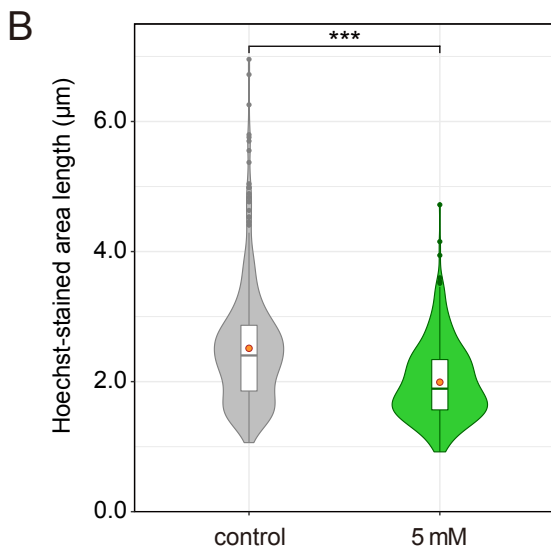 B
***
Hoechst-stained area length (μm)
6.0
4.0
2.0
0.0
control
5 mM